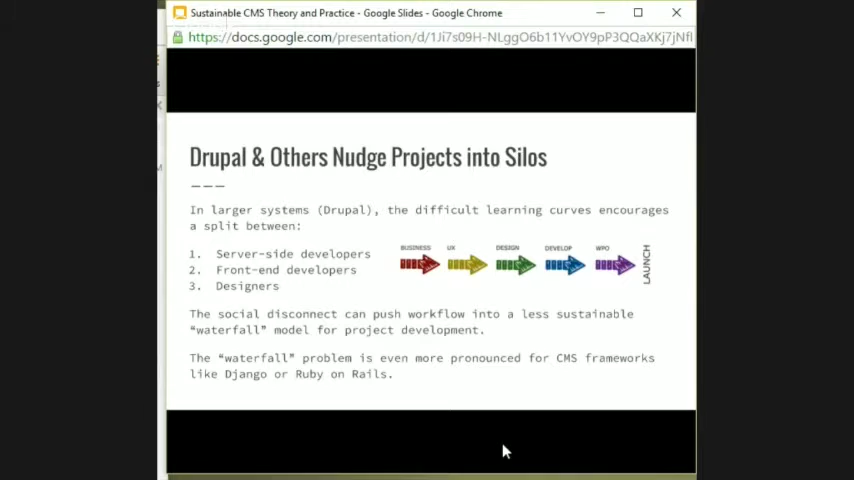 Sustainable CMS Theory and Practice - Google Slides - Google Chrome
https://docs.google.com/presentation/d/1Ji7s09H-NLggO6b11YvOY9pP3QQaXKj7jNfl
Drupal & Others Nudge Projects into Silos
In larger systems (Drupal), the difficult learning curves encourages
a split between:
1. Server-side developers
2. Front-end developers
3. Designers
BUSINESS UX DESIGN DEVELOP WPO
LAUNCH
The social disconnect can push workflow into a less sustainable
“waterfall” model for project development.
The “waterfall” problem is even more pronounced for CMS frameworks
like Django or Ruby on Rails.